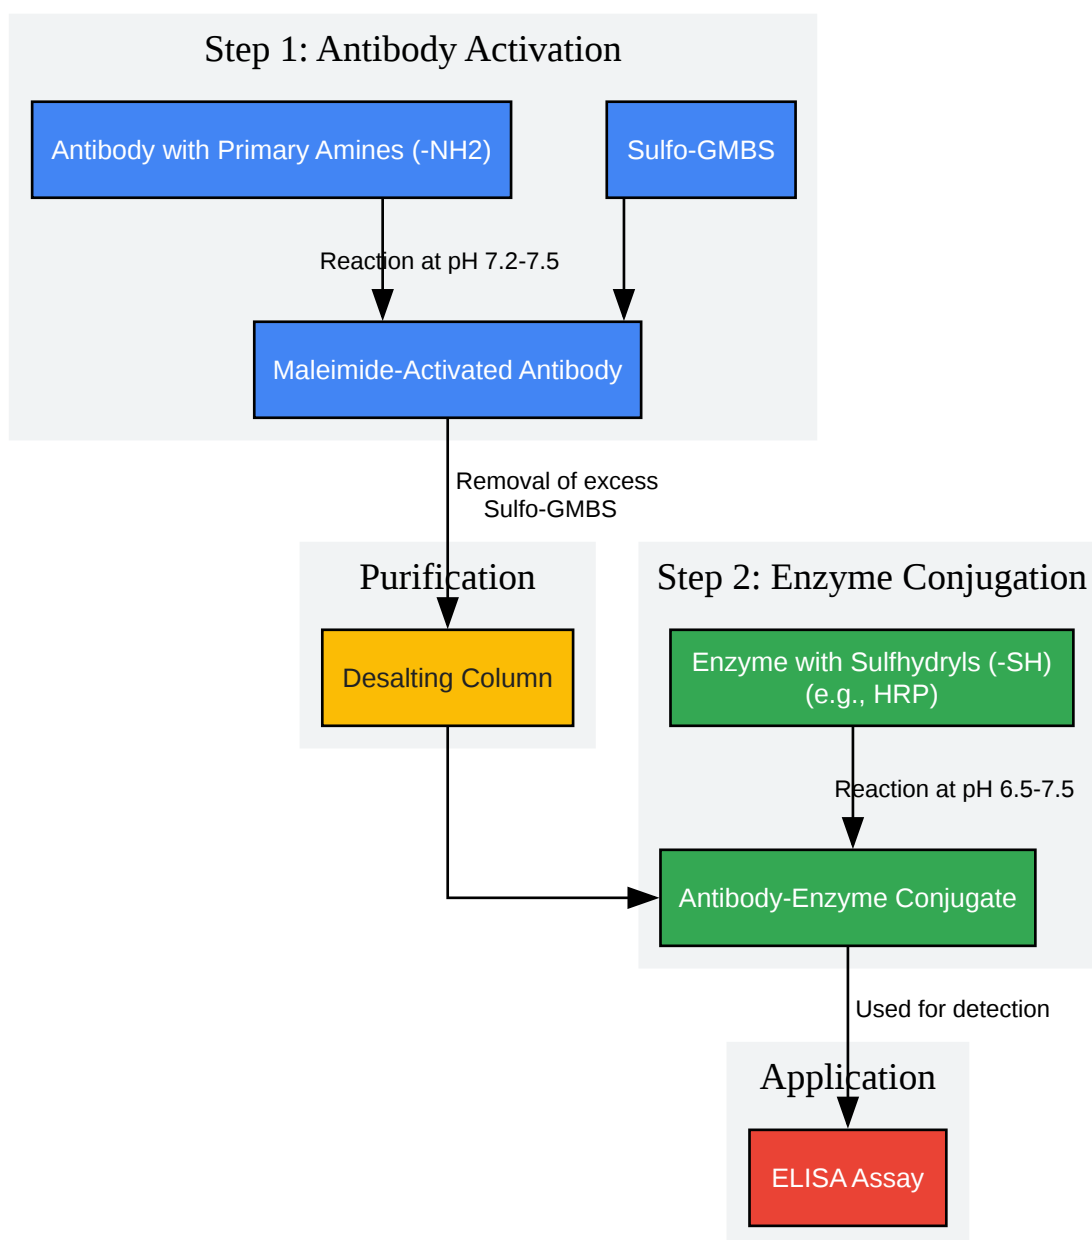 Step 1: Antibody Activation
Antibody with Primary Amines (-NH2)
Sulfo-GMBS
Reaction at pH 7.2-7.5
Maleimide-Activated Antibody
Removal of excess
Sulfo-GMBS
Purification
Desalting Column
Step 2: Enzyme Conjugation
Enzyme with Sulfhydryls (-SH)
(e.g., HRP)
Reaction at pH 6.5-7.5
Antibody-Enzyme Conjugate
Used for detection
Application
ELISA Assay